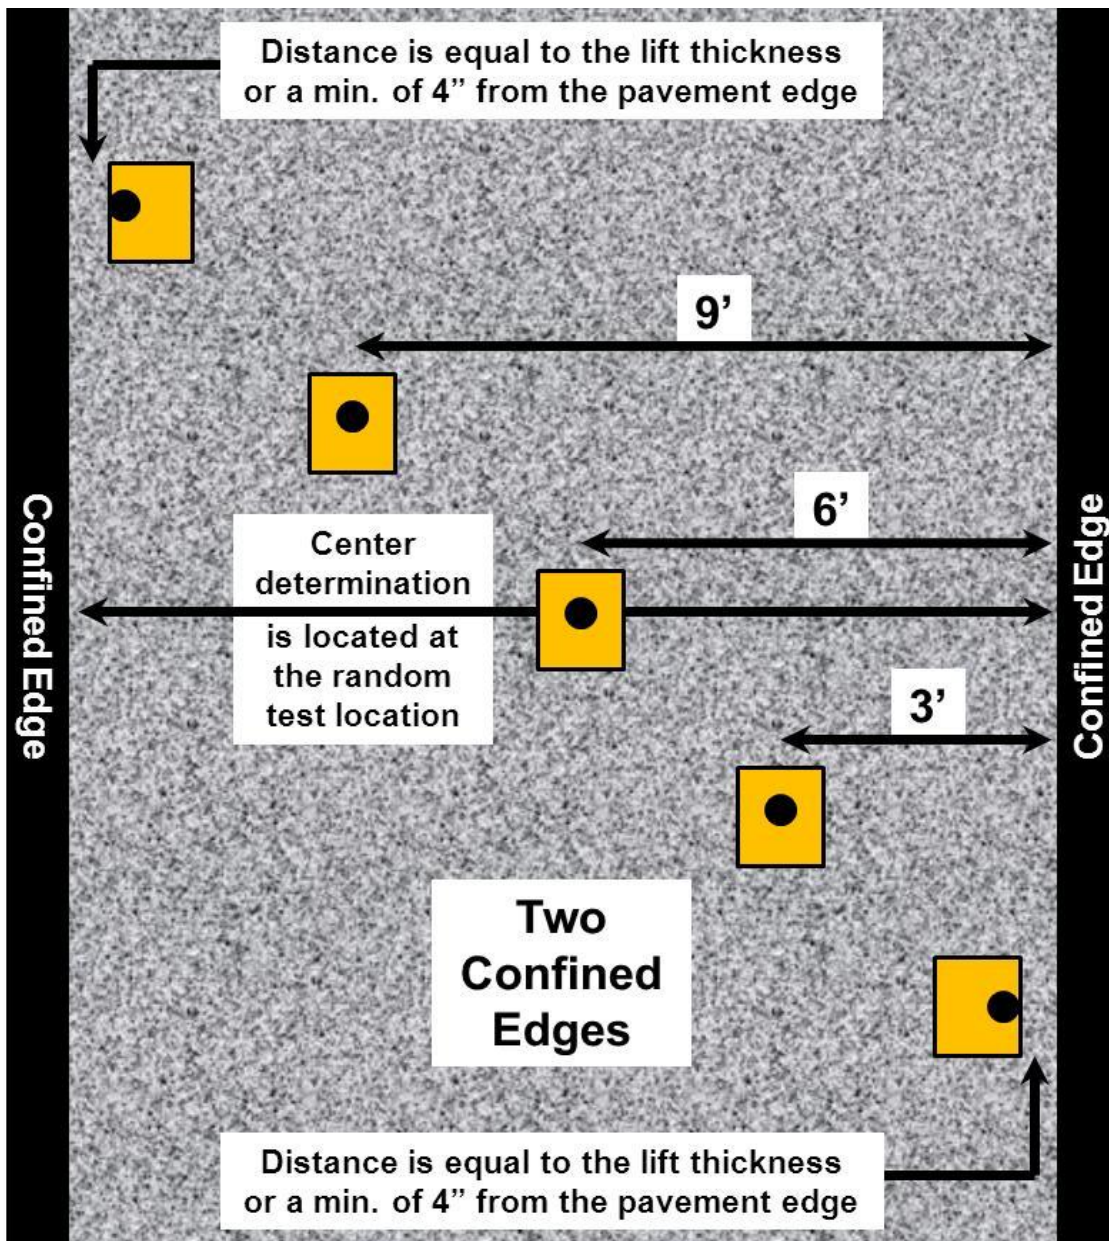 Distance is equal to the lift thickness
or a min. of 4” from the pavement edge
9’
6’
Confined Edge
Center
determination
is located at
the random
test location
Confined Edge
3’
Two
Confined
Edges
Distance is equal to the lift thickness
or a min. of 4” from the pavement edge